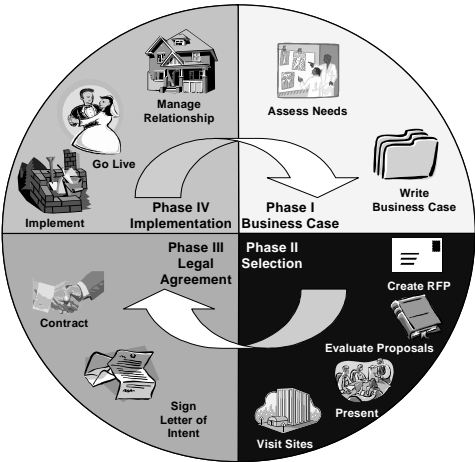 Manage
Relationship
Go Live
Implement
Phase IV
Implementation
Assess Needs
Write
Business Case
Phase I
Business Case
Phase III
Legal
Agreement
Contract
Sign
Letter of
Intent
Phase II
Selection
Create RFP
Evaluate Proposals
Present
Visit Sites